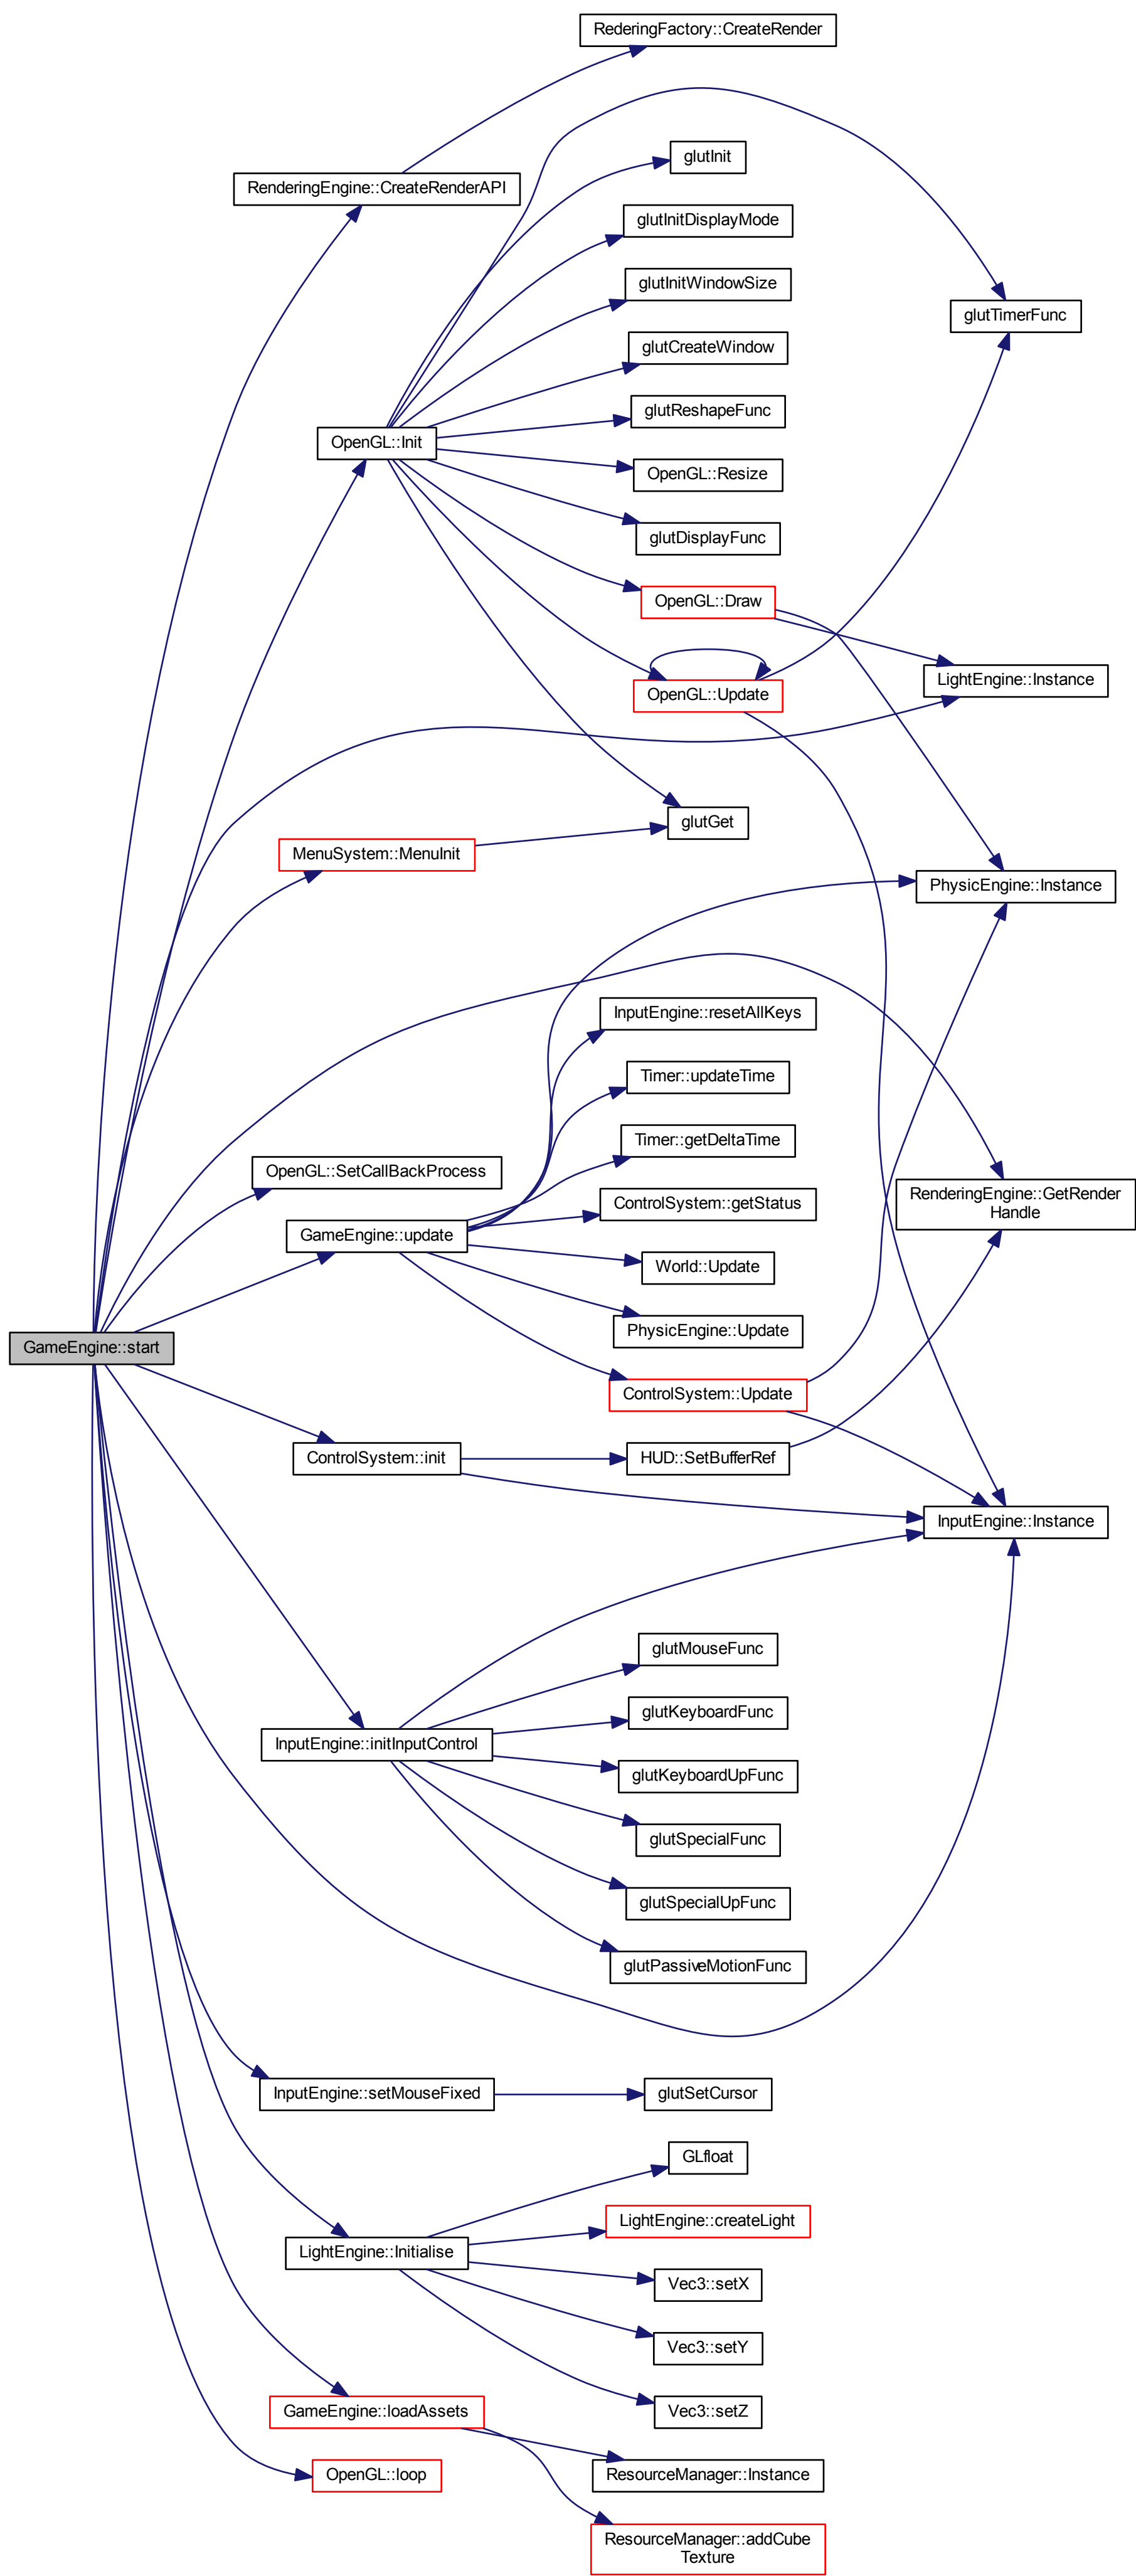 RederingFactory::CreateRender
glutInit
RenderingEngine::CreateRenderAPI
glutInitDisplayMode
glutInitWindowSize
glutTimerFunc
glutCreateWindow
glutReshapeFunc
OpenGL::Init
OpenGL::Resize
glutDisplayFunc
OpenGL::Draw
LightEngine::Instance
OpenGL::Update
glutGet
MenuSystem::MenuInit
PhysicEngine::Instance
InputEngine::resetAllKeys
Timer::updateTime
Timer::getDeltaTime
OpenGL::SetCallBackProcess
RenderingEngine::GetRender
Handle
ControlSystem::getStatus
GameEngine::update
World::Update
PhysicEngine::Update
GameEngine::start
ControlSystem::Update
ControlSystem::init
HUD::SetBufferRef
InputEngine::Instance
glutMouseFunc
glutKeyboardFunc
InputEngine::initInputControl
glutKeyboardUpFunc
glutSpecialFunc
glutSpecialUpFunc
glutPassiveMotionFunc
InputEngine::setMouseFixed
glutSetCursor
GLfloat
LightEngine::createLight
LightEngine::Initialise
Vec3::setX
Vec3::setY
Vec3::setZ
GameEngine::loadAssets
ResourceManager::Instance
OpenGL::loop
ResourceManager::addCube
Texture